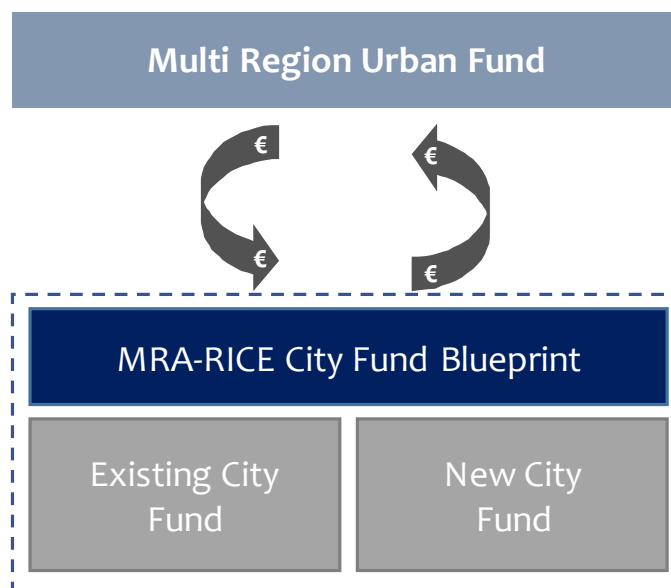 Multi Region Urban Fund
€ €
€ €
MRA-RICE City Fund Blueprint
Existing City
Fund
New City
Fund